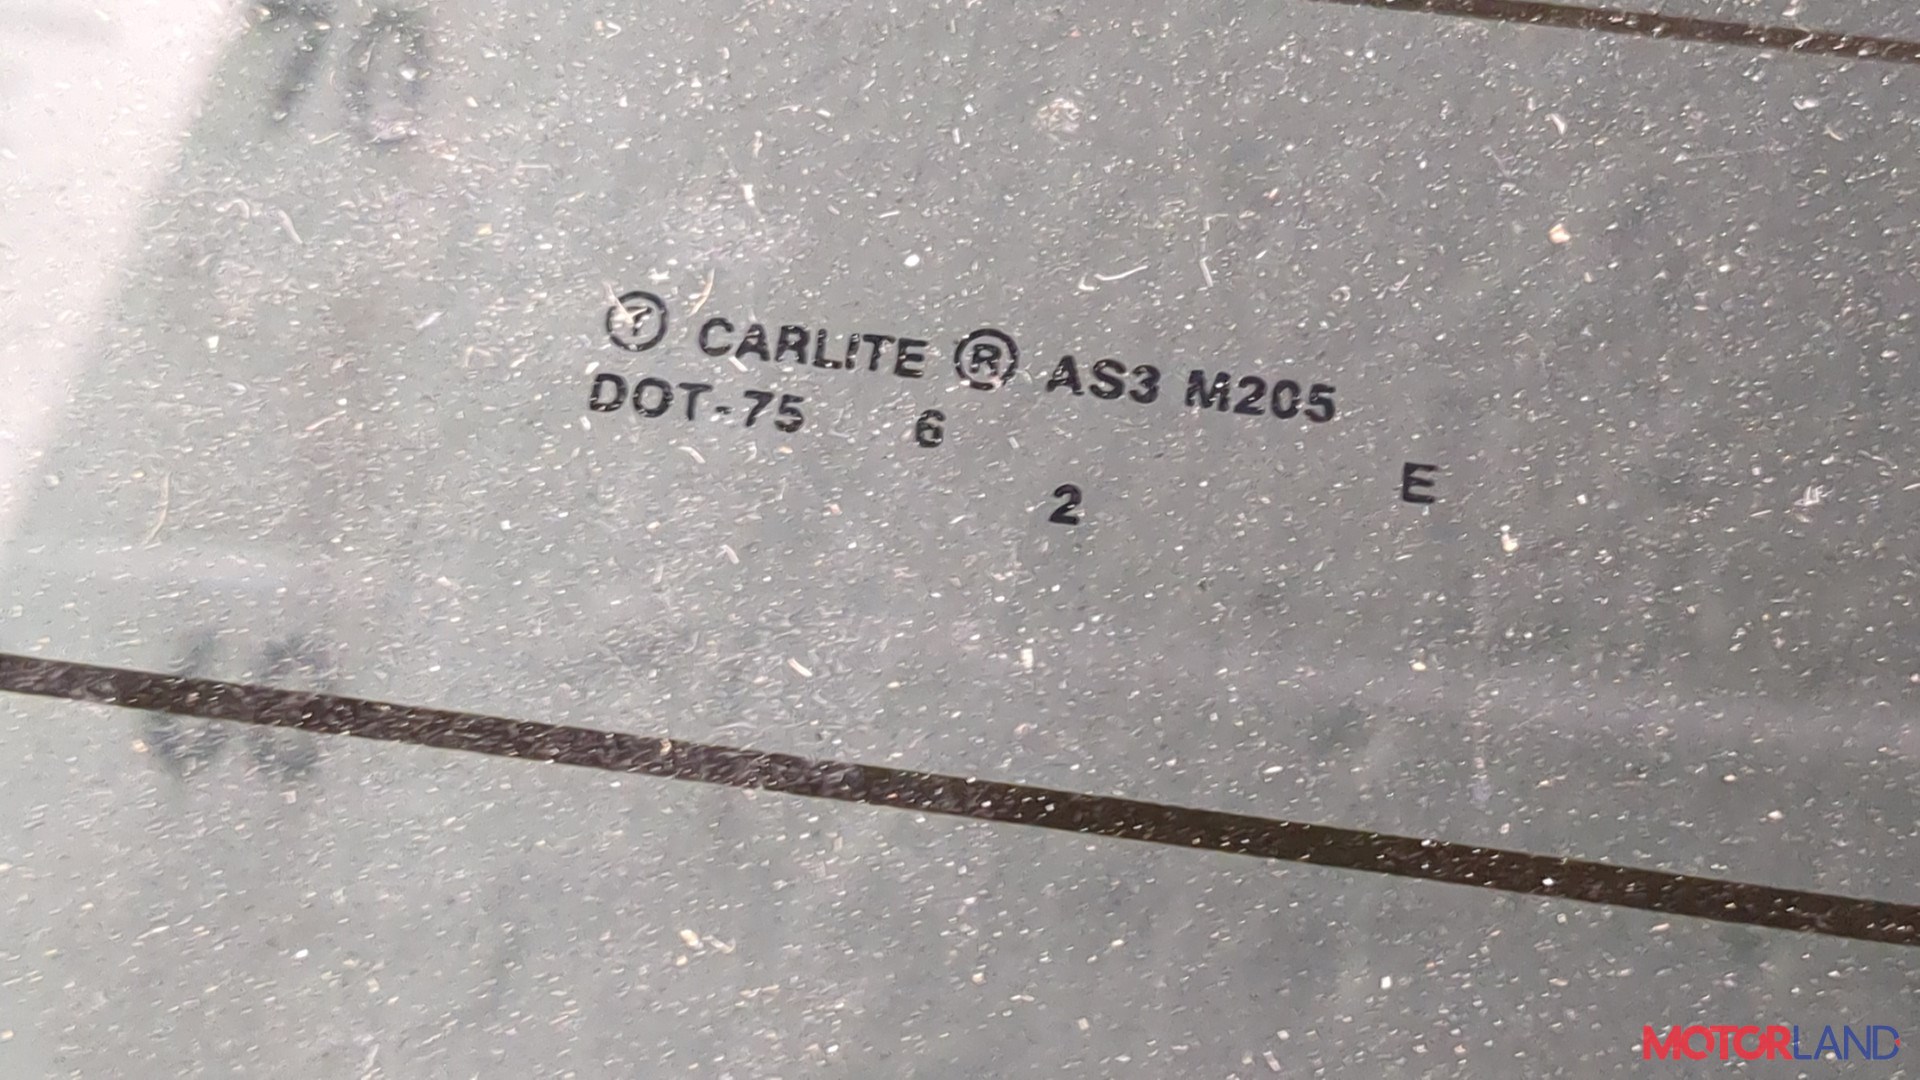 CARLITE ® AS3 M205
DOT-75 6
2 E
MOTORLAND